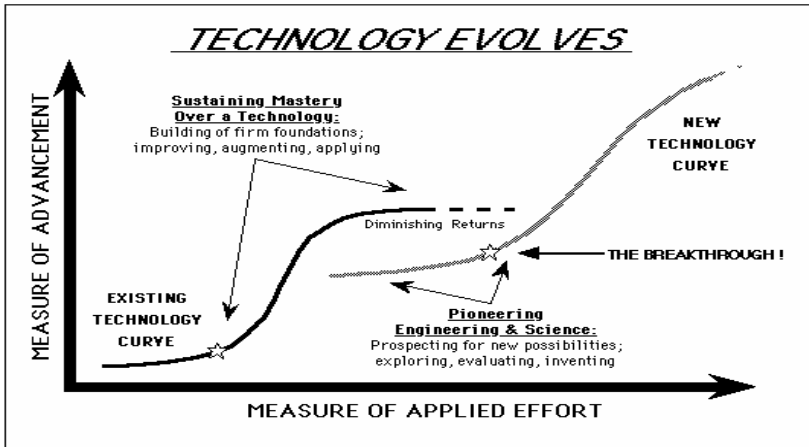 TECHNOLOGY EVOLVES
Sustaining Mastery
Over a Technology:
Building of firm foundations;
improving, augmenting, applying
NEW
TECHNOLOGY
CURVE
MEASURE OF ADVANCEMENT
Diminishing Returns
THE BREAKTHROUGH !
EXISTING
TECHNOLOGY
CURVE
Pioneering
Engineering & Science:
Prospecting for new possibilities;
exploring, evaluating, inventing
MEASURE OF APPLIED EFFORT